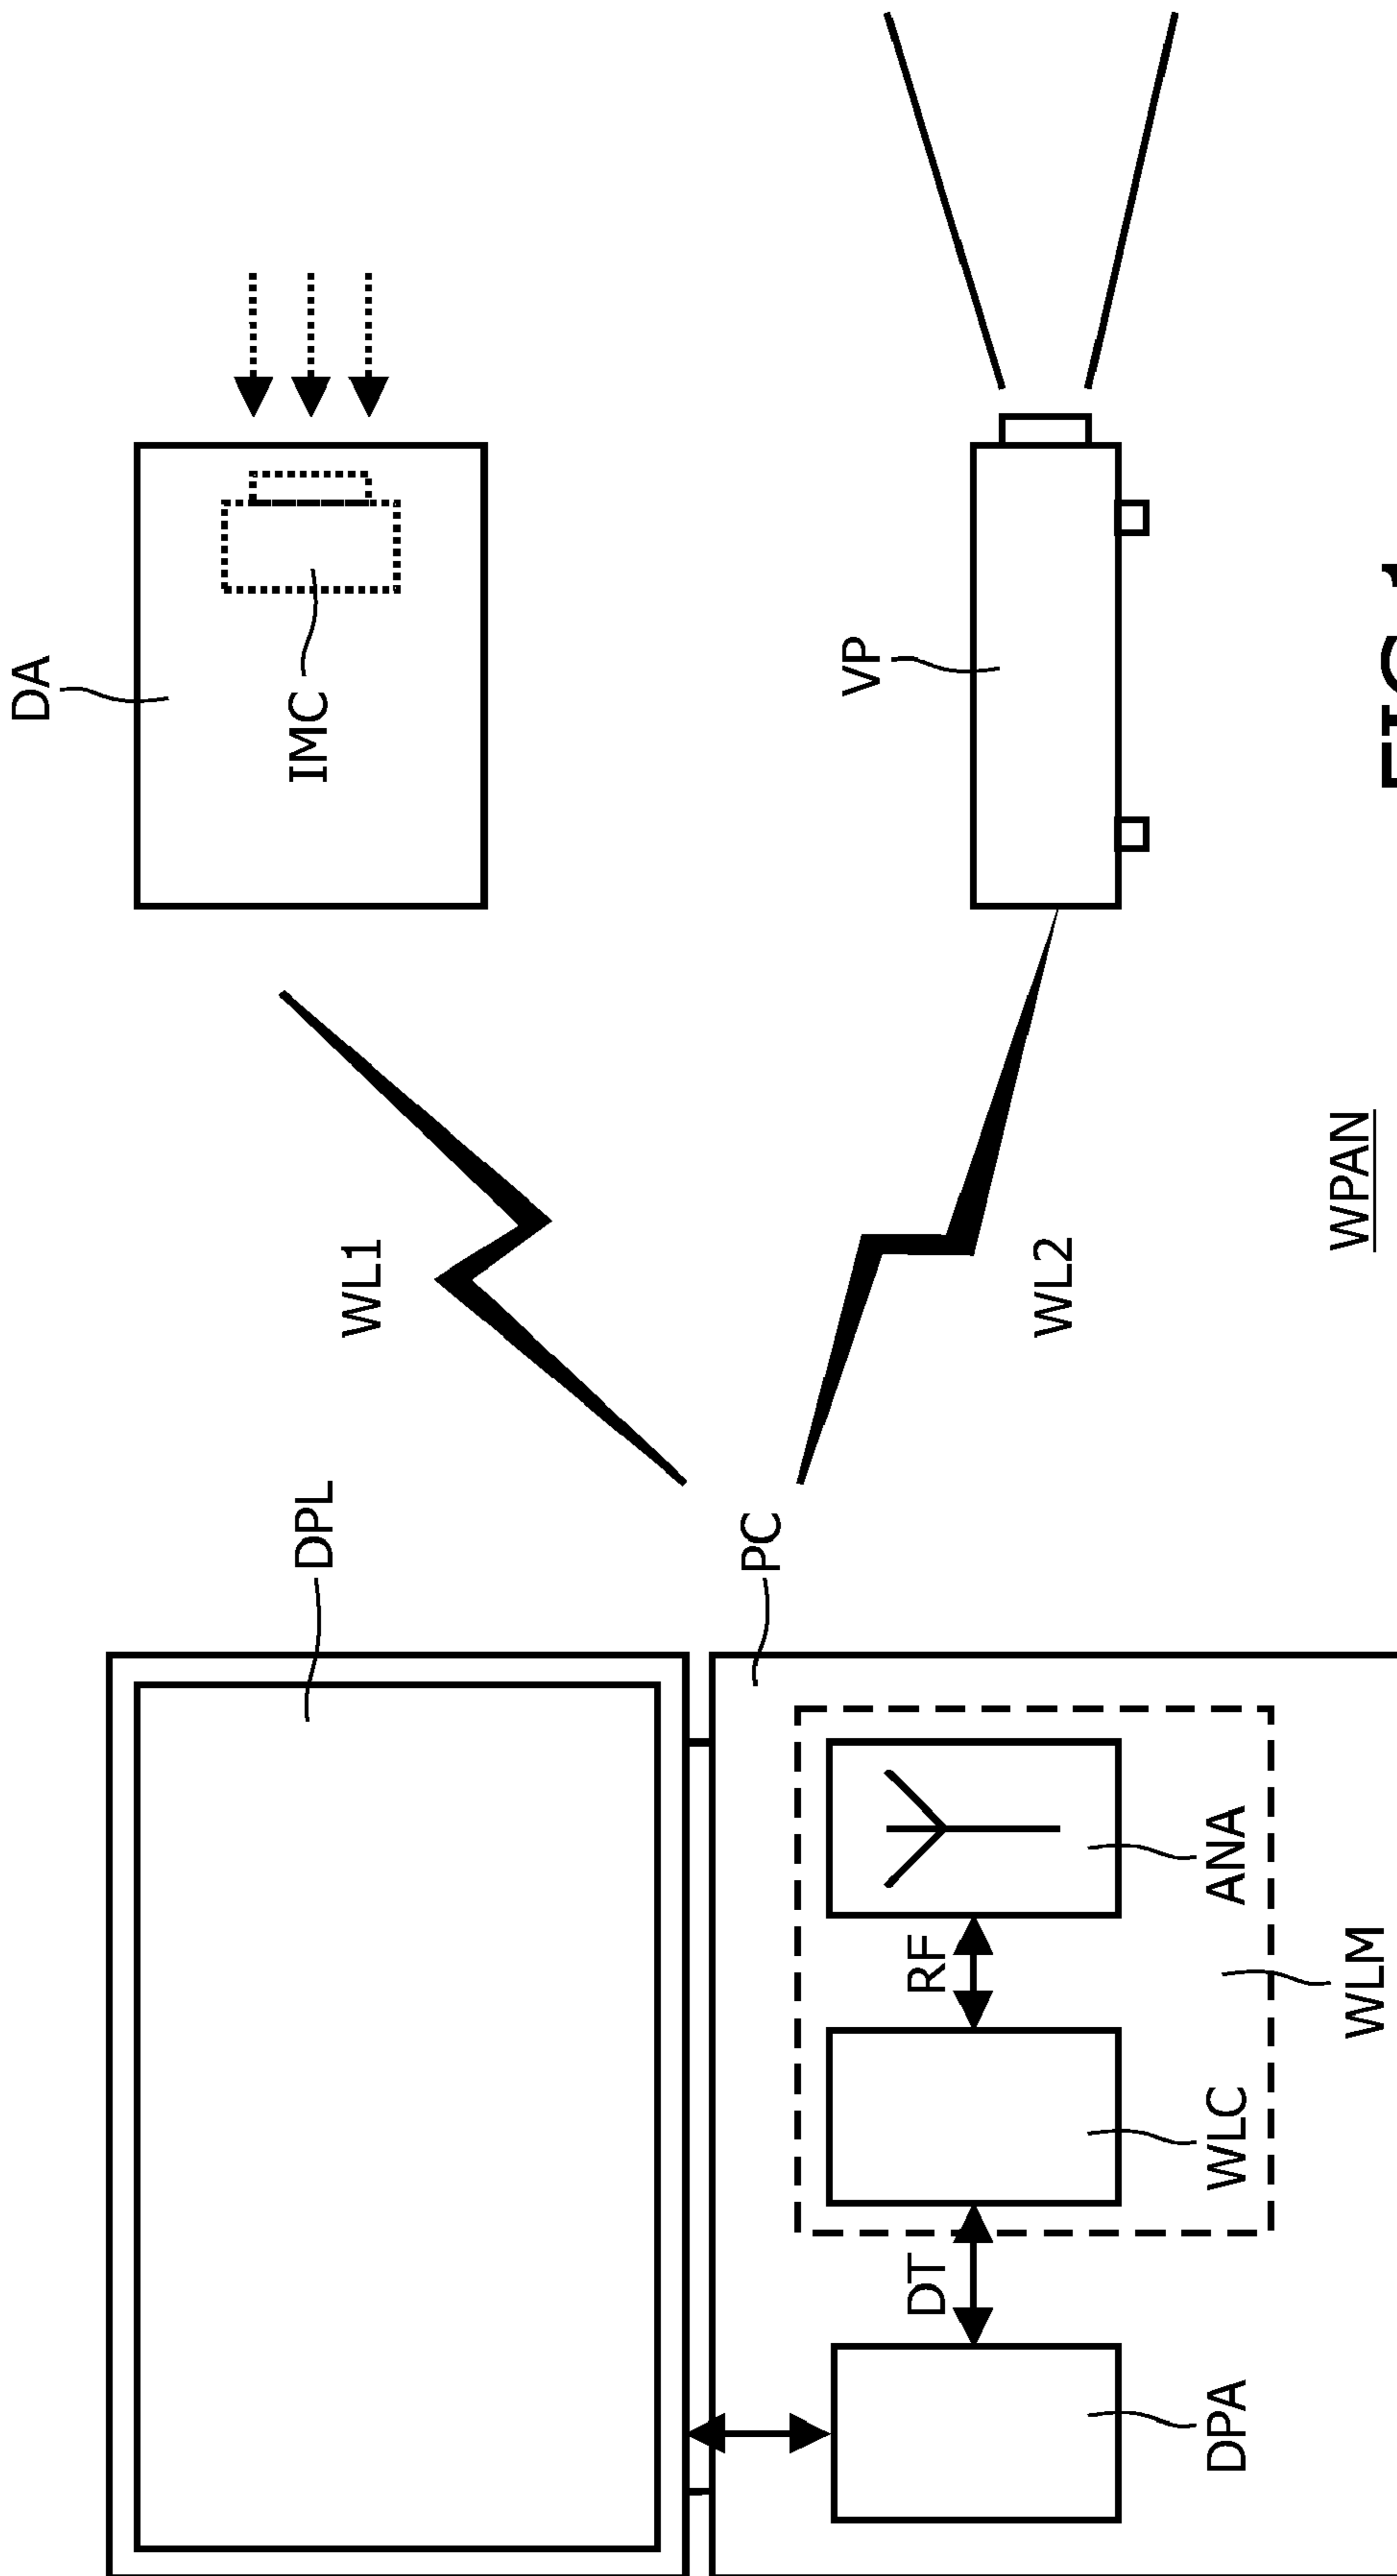 DA
DPL
IMC
WL1
PC
VP
DT
RF
WL2
DPA
WLC
ANA
WLM
WPAN